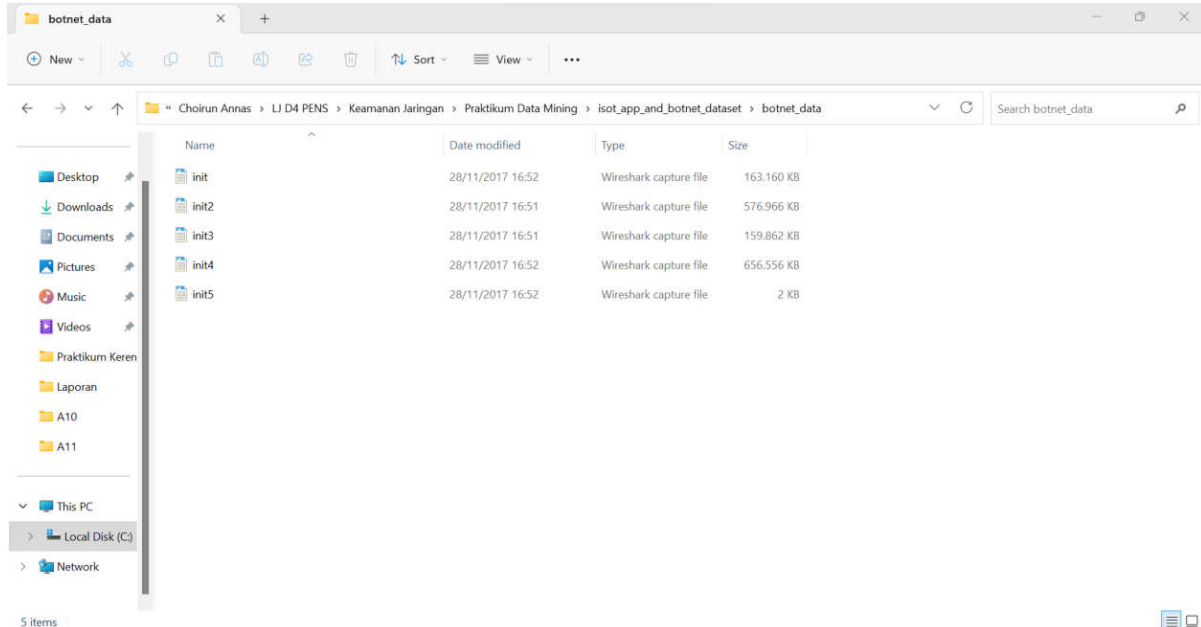 botnet_data
New
Sort
View
« Choirun Annas > LJ D4 PENS > Keamanan Jaringan > Praktikum Data Mining > isot_app_and_botnet_dataset > botnet_data
Search botnet_data
Name Date modified Type Size
Desktop
Downloads
Documents
Pictures
Music
Videos
Praktikum Keren
Laporan
A10
A11
This PC
Local Disk (C:)
Network
init 28/11/2017 16:52 Wireshark capture file 163.160 KB
init2 28/11/2017 16:51 Wireshark capture file 576.966 KB
init3 28/11/2017 16:51 Wireshark capture file 159.862 KB
init4 28/11/2017 16:52 Wireshark capture file 656.556 KB
init5 28/11/2017 16:52 Wireshark capture file 2 KB
5 items